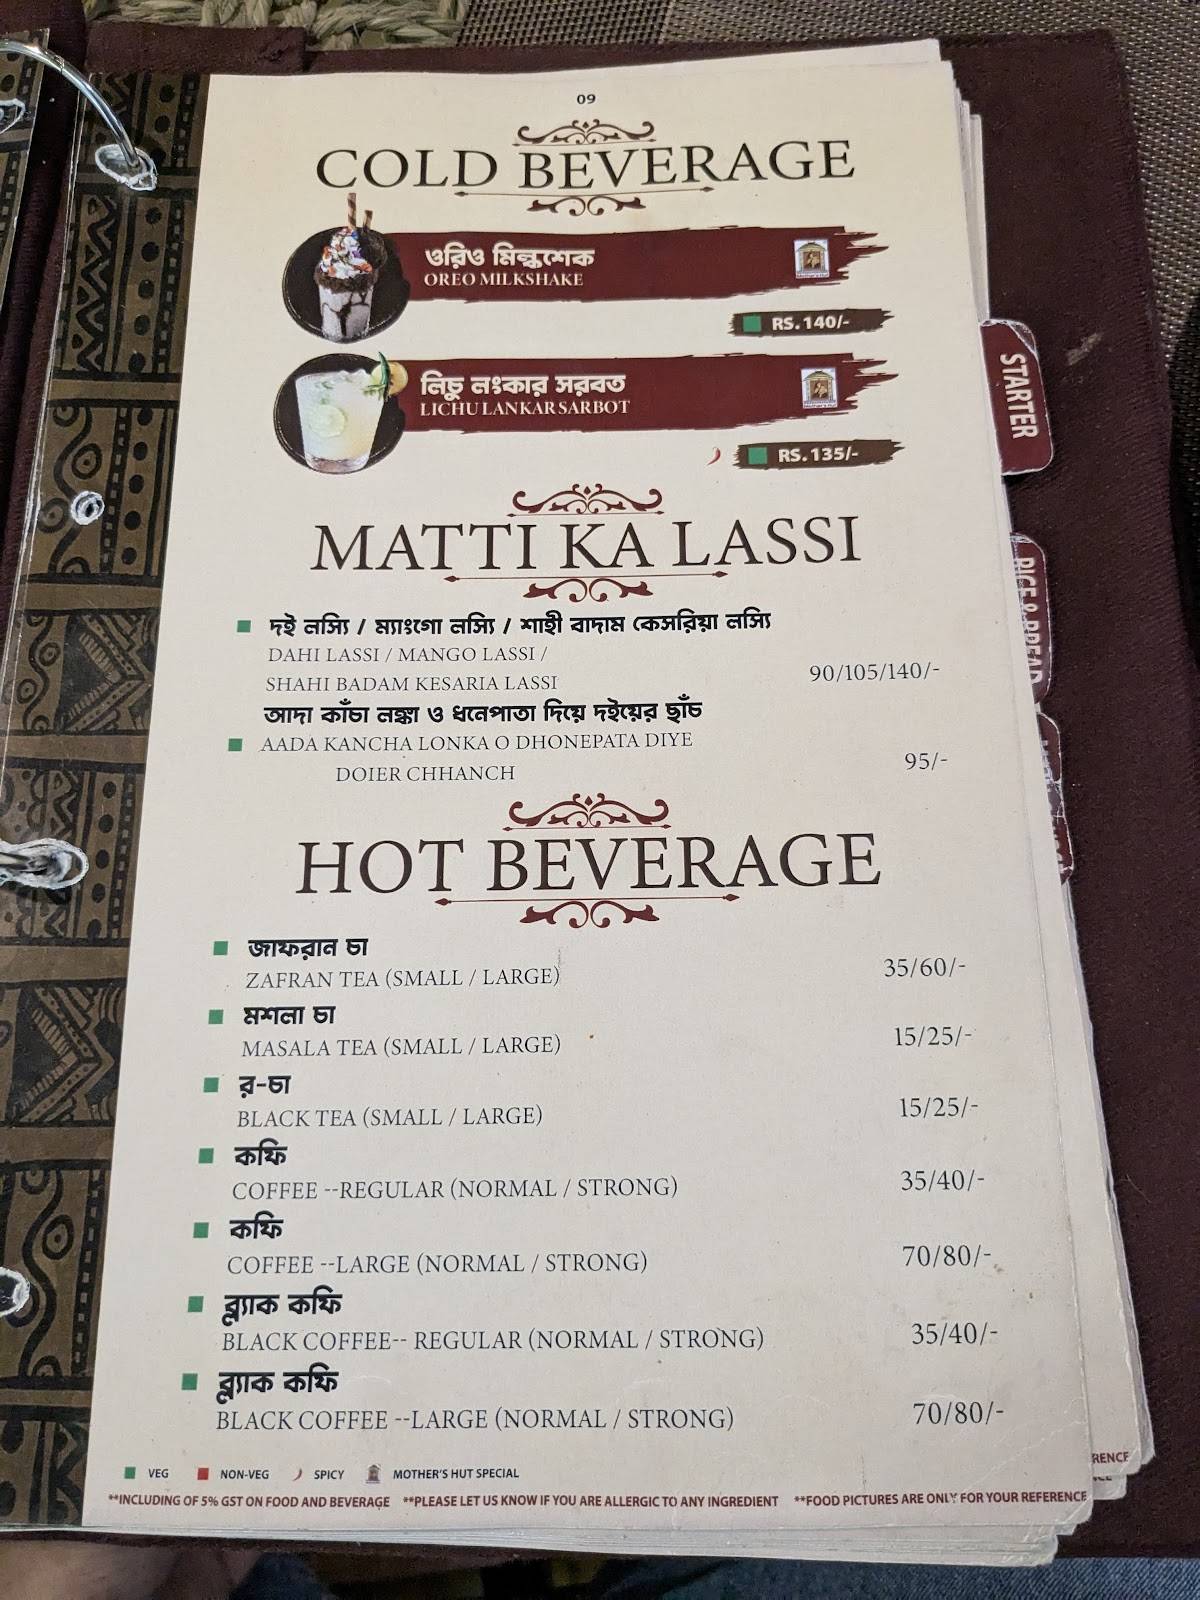 09
COLD BEVERAGE
ওরিও মিল্কশেক
OREO MILKSHAKE
RS. 140/-
লিচু লংকার সরবত
LICHU LANKAR SARBOT
RS. 135/-
MATTI KA LASSI
দই লস্যি / ম্যাংগো লস্যি / শাহী বাদাম কেসরিয়া লস্যি
DAHI LASSI / MANGO LASSI /
SHAHI BADAM KESARIA LASSI 90/105/140/-
আদা কাঁচা লঙ্কা ও ধনেপাতা দিয়ে দইয়ের ছাঁচ
AADA KANCHA LONKA O DHONEPATA DIYE
DOIER CHHANCH 95/-
HOT BEVERAGE
জাফরান চা
ZAFRAN TEA (SMALL / LARGE) 35/60/-
মশলা চা
MASALA TEA (SMALL / LARGE) 15/25/-
র-চা
BLACK TEA (SMALL / LARGE) 15/25/-
কফি
COFFEE --REGULAR (NORMAL / STRONG) 35/40/-
কফি
COFFEE --LARGE (NORMAL / STRONG) 70/80/-
ব্ল্যাক কফি
BLACK COFFEE-- REGULAR (NORMAL / STRONG) 35/40/-
ব্ল্যাক কফি
BLACK COFFEE --LARGE (NORMAL / STRONG) 70/80/-
VEG NON-VEG SPICY MOTHER'S HUT SPECIAL
**INCLUDING OF 5% GST ON FOOD AND BEVERAGE **PLEASE LET US KNOW IF YOU ARE ALLERGIC TO ANY INGREDIENT **FOOD PICTURES ARE ONLY FOR YOUR REFERENCE
STARTER
RICE & BREAD